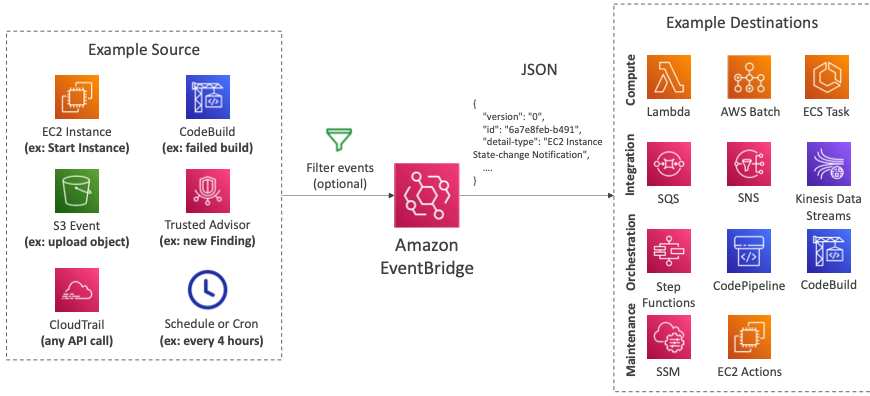 Example Source
EC2 Instance
(ex: Start Instance)
CodeBuild
(ex: failed build)
S3 Event
(ex: upload object)
Trusted Advisor
(ex: new Finding)
CloudTrail
(any API call)
Schedule or Cron
(ex: every 4 hours)
Filter events
(optional)
Amazon
EventBridge
JSON
{
"version": "0",
"id": "6a7e8feb-b491",
"detail-type": "EC2 Instance
State-change Notification",
....
}
Example Destinations
Compute
Lambda
AWS Batch
ECS Task
Integration
SQS
SNS
Kinesis Data
Streams
Orchestration
Step
Functions
CodePipeline
CodeBuild
Maintenance
SSM
EC2 Actions